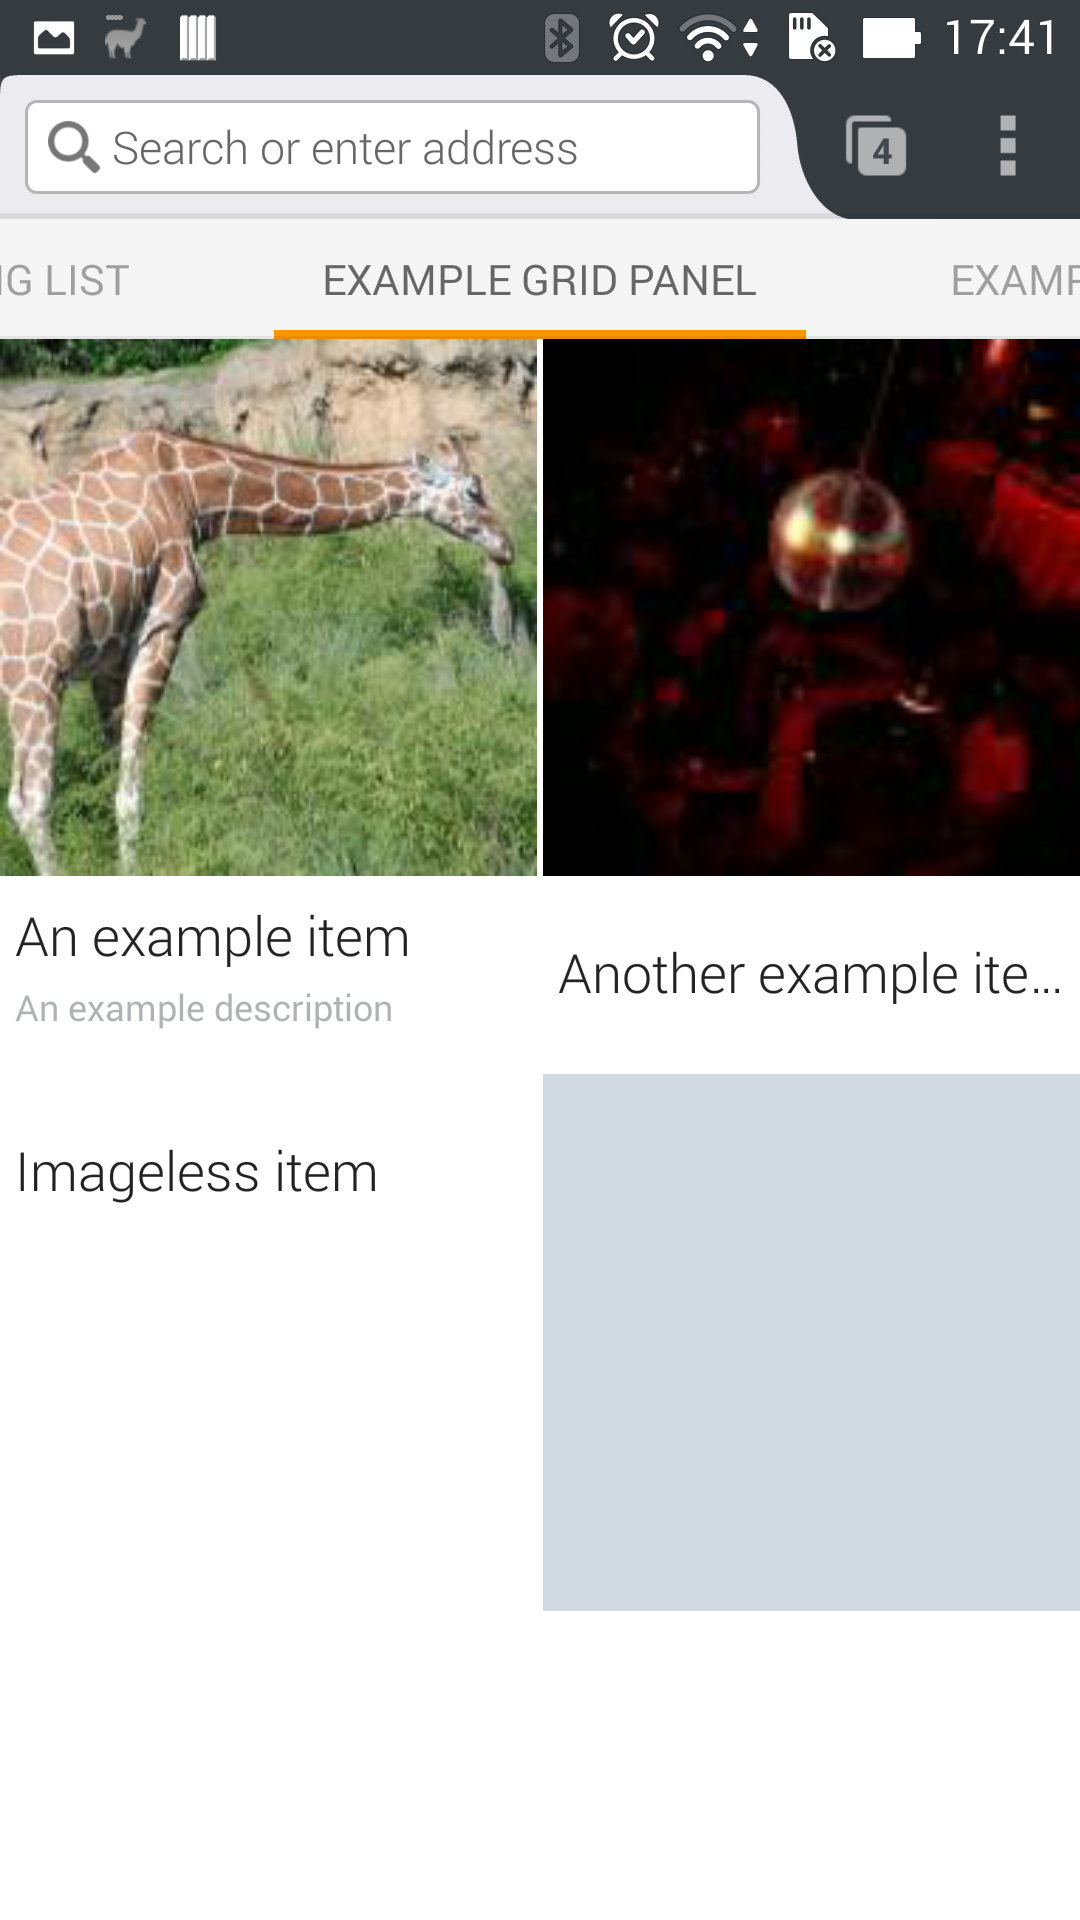 17:41
Search or enter address
4
G LIST
EXAMPLE GRID PANEL
EXAMP
An example item
An example description
Another example ite...
Imageless item